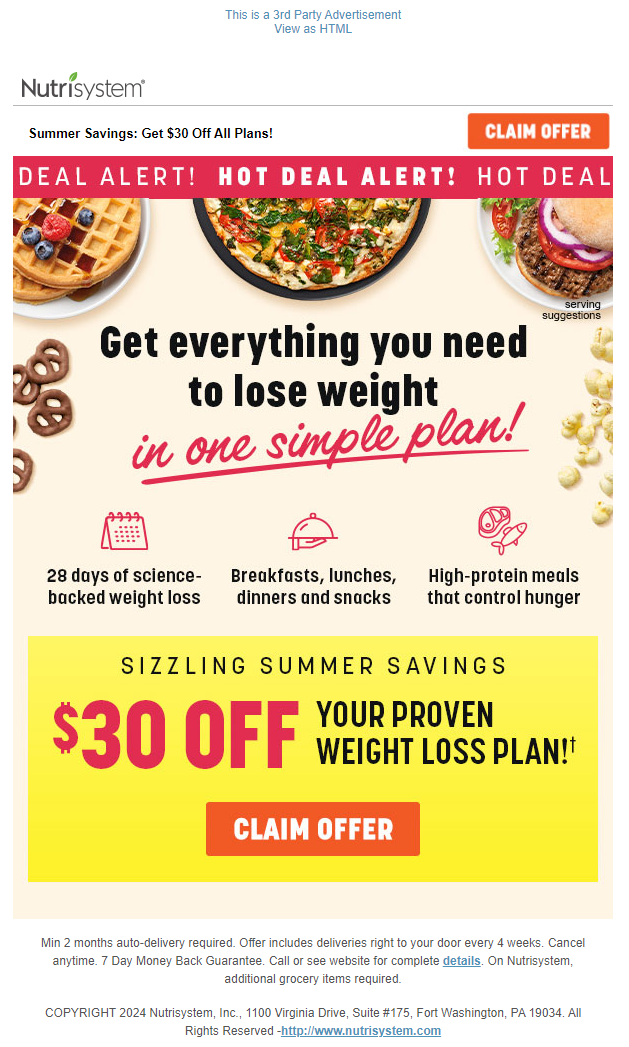 This is a 3rd Party Advertisement
View as HTML
Nutrisystem®
Summer Savings: Get $30 Off All Plans!
CLAIM OFFER
DEAL ALERT! HOT DEAL ALERT! HOT DEAL
serving
suggestions
Get everything you need
to lose weight
in one simple plan!
28 days of science-
backed weight loss
Breakfasts, lunches,
dinners and snacks
High-protein meals
that control hunger
SIZZLING SUMMER SAVINGS
$30 OFF
YOUR PROVEN
WEIGHT LOSS PLAN!†
CLAIM OFFER
Min 2 months auto-delivery required. Offer includes deliveries right to your door every 4 weeks. Cancel
anytime. 7 Day Money Back Guarantee. Call or see website for complete details. On Nutrisystem,
additional grocery items required.
COPYRIGHT 2024 Nutrisystem, Inc., 1100 Virginia Drive, Suite #175, Fort Washington, PA 19034. All
Rights Reserved -http://www.nutrisystem.com